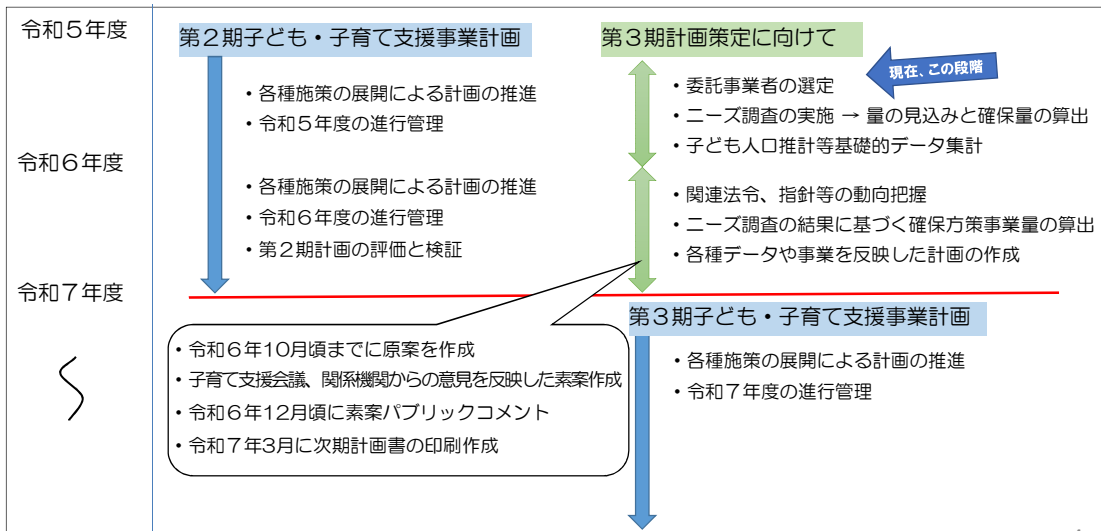 令和５年度
第２期子ども・子育て支援事業計画
・各種施策の展開による計画の推進
・令和５年度の進行管理
第３期計画策定に向けて
現在、この段階
・委託事業者の選定
・ニーズ調査の実施 → 量の見込みと確保量の算出
・子ども人口推計等基礎的データ集計
令和６年度
・各種施策の展開による計画の推進
・令和６年度の進行管理
・第２期計画の評価と検証
・関連法令、指針等の動向把握
・ニーズ調査の結果に基づく確保方策事業量の算出
・各種データや事業を反映した計画の作成
令和７年度
第３期子ども・子育て支援事業計画
・令和６年10月頃までに原案を作成
・子育て支援会議、関係機関からの意見を反映した素案作成
・令和６年12月頃に素案パブリックコメント
・令和７年3月に次期計画書の印刷作成
・各種施策の展開による計画の推進
・令和７年度の進行管理